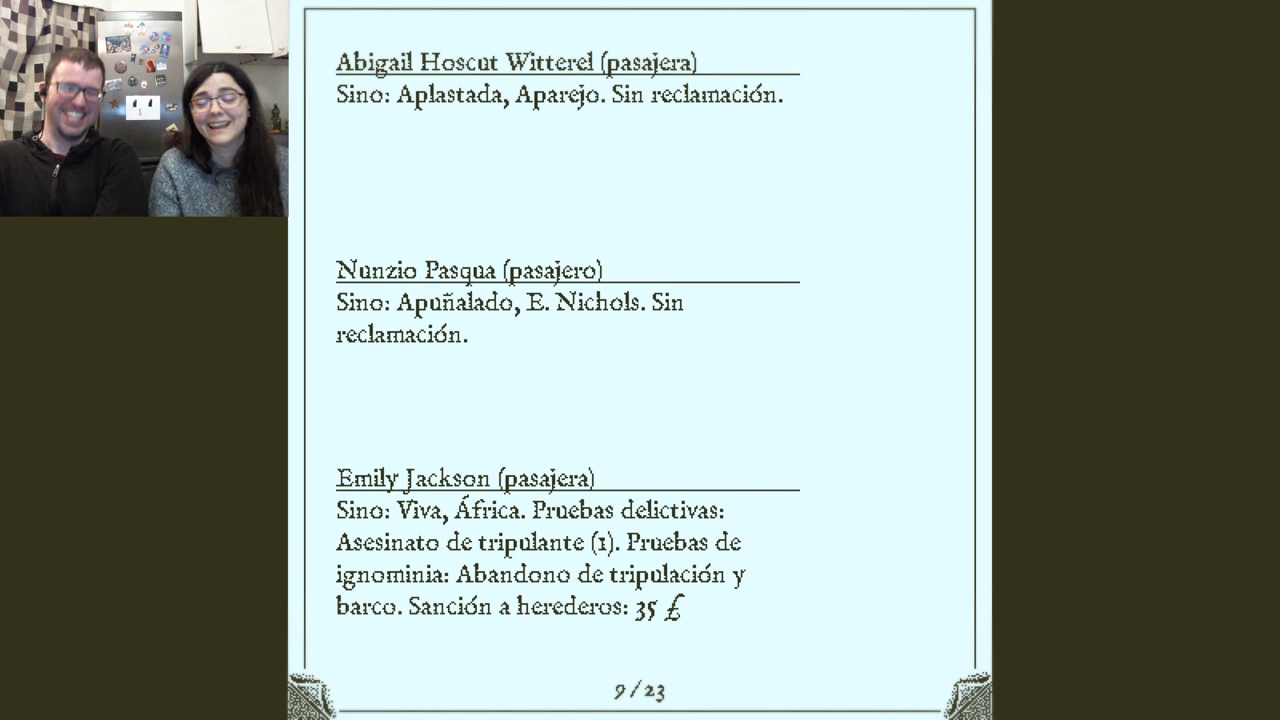 Abigail Hoscut Witterel (pasajera)
Sino: Aplastada, Aparejo. Sin reclamación.
Nunzio Pasqua (pasajero)
Sino: Apuñalado, E. Nichols. Sin
reclamación.
Emily Jackson (pasajera)
Sino: Viva, África. Pruebas delictivas:
Asesinato de tripulante (1). Pruebas de
ignominia: Abandono de tripulación y
barco. Sanción a herederos: 35 £
9/23